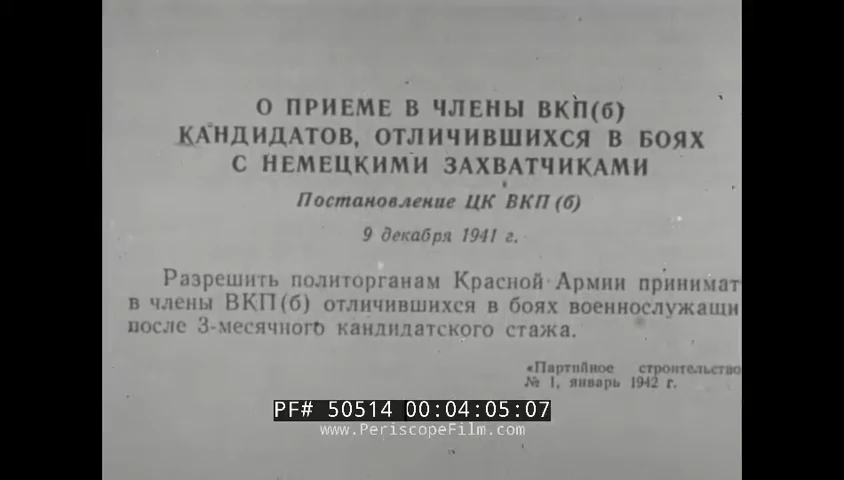 О ПРИЕМЕ В ЧЛЕНЫ ВКП(б)
КАНДИДАТОВ, ОТЛИЧИВШИХСЯ В БОЯХ
С НЕМЕЦКИМИ ЗАХВАТЧИКАМИ
Постановление ЦК ВКП(б)
9 декабря 1941 г.
Разрешить политорганам Красной Армии принимат
в члены ВКП(б) отличившихся в боях военнослужащи
после 3-месячного кандидатского стажа.
«Партийное строительство
№ 1, январь 1942 г.
PF# 50514 00:04:05:07
www.PeriscopeFilm.com